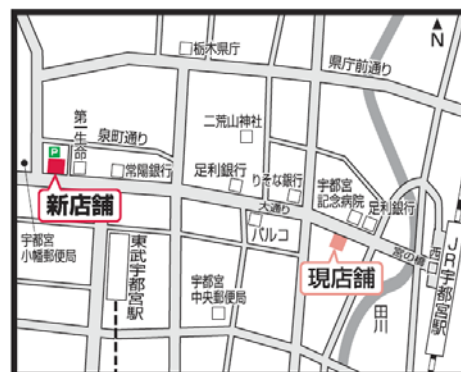 栃木県庁
N
県庁前通り
二荒山神社
第一生命
泉町通り
P
常陽銀行
足利銀行
りそな銀行
宇都宮
記念病院
足利銀行
新店舗
大通り
パルコ
宮の橋
西口
JR宇都宮駅
宇都宮
小幡郵便局
東武宇都宮駅
宇都宮
中央郵便局
現店舗
田川